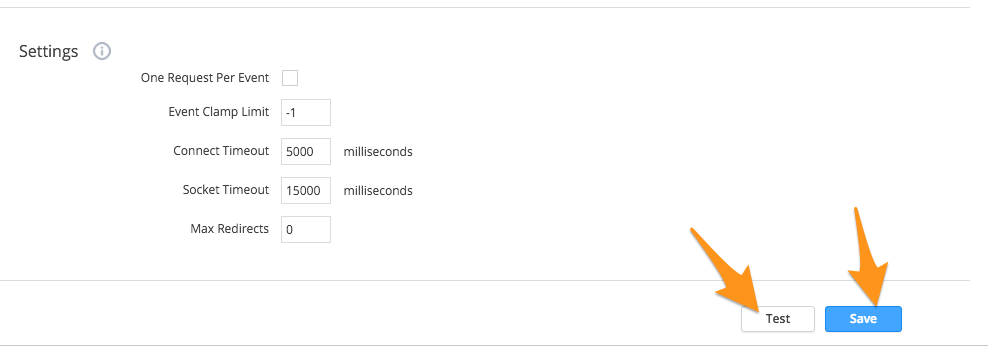 Settings
One Request Per Event
Event Clamp Limit -1
Connect Timeout 5000 milliseconds
Socket Timeout 15000 milliseconds
Max Redirects 0
Test Save